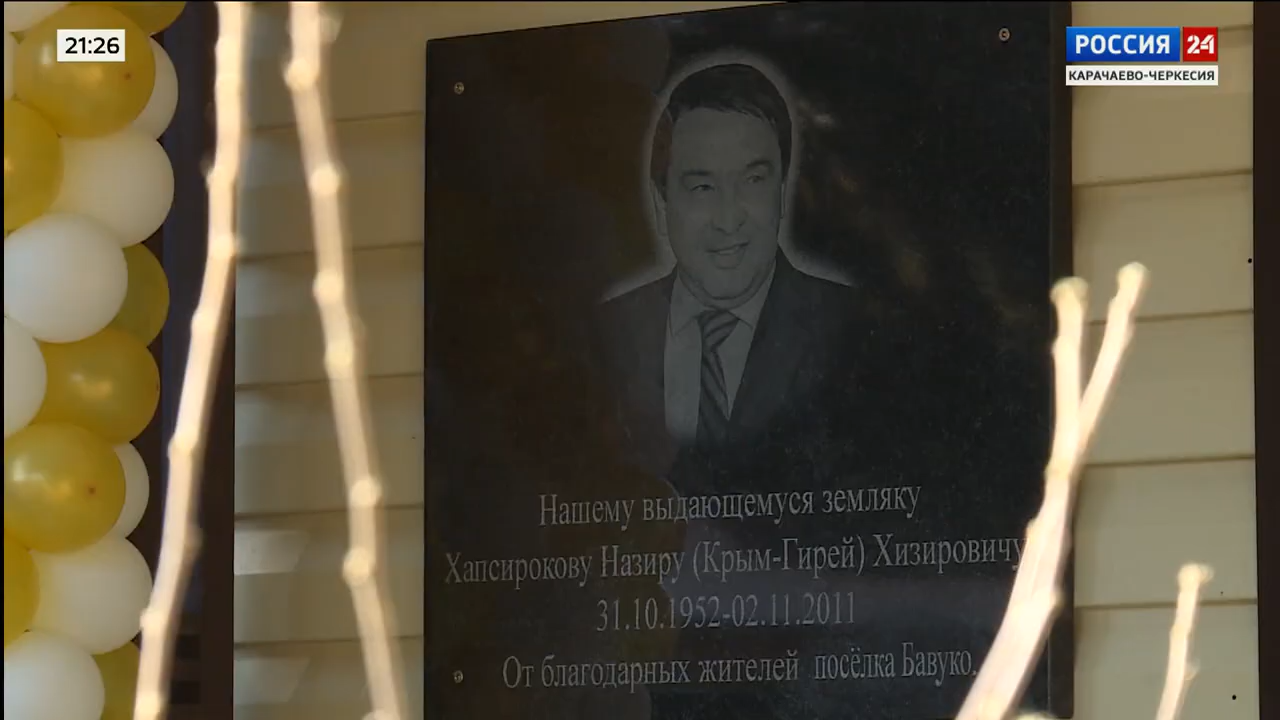 21:26
РОССИЯ 24
КАРАЧАЕВО-ЧЕРКЕСИЯ
Нашему выдающемуся земляку
Хапсирокову Назиру (Крым-Гирей) Хизировичу
31.10.1952-02.11.2011
От благодарных жителей посёлка Бавуко.